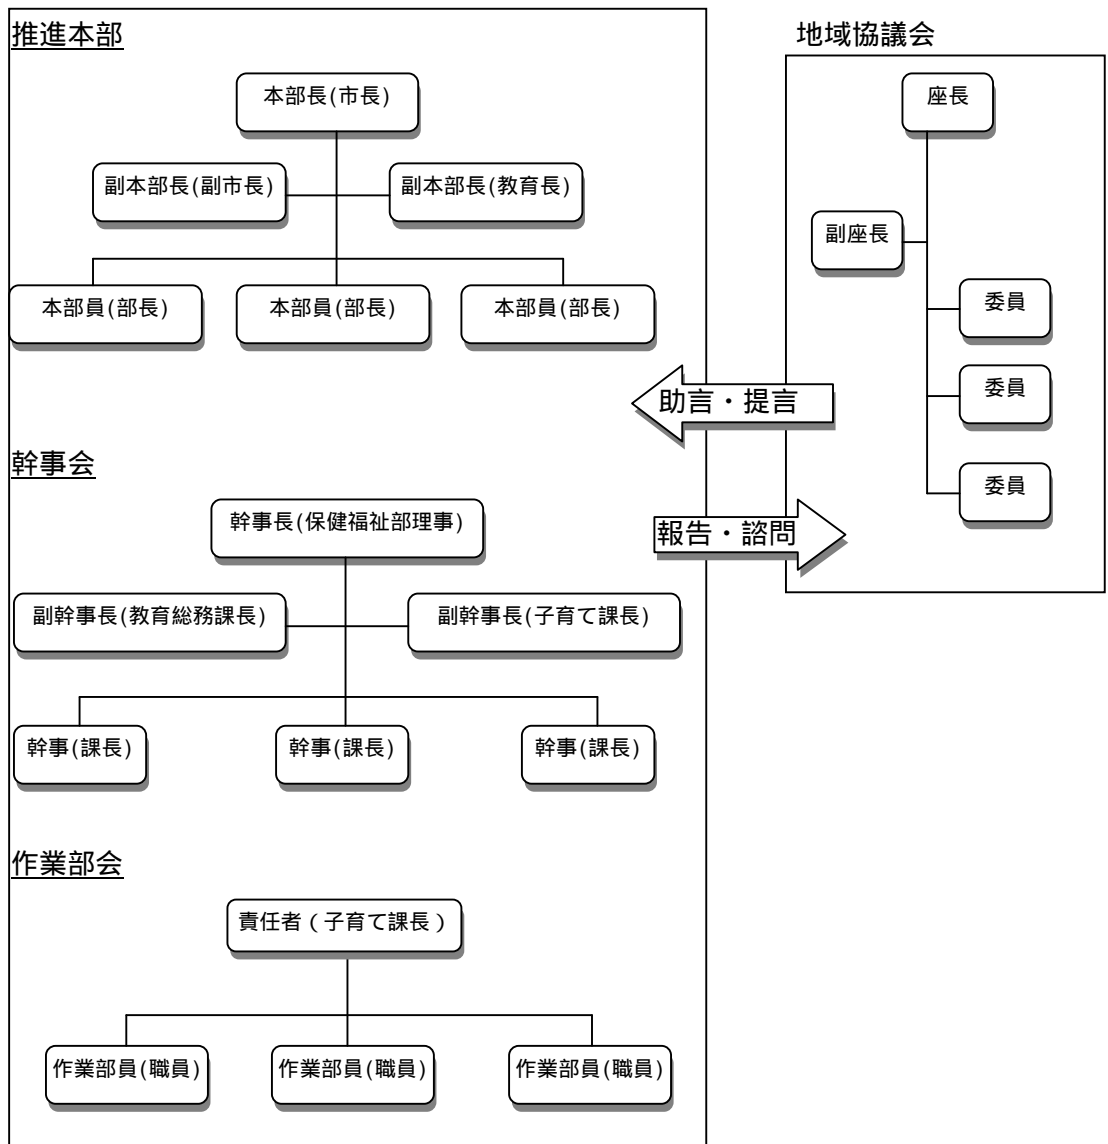 推進本部
本部長(市長)
副本部長(副市長)
副本部長(教育長)
本部員(部長)
本部員(部長)
本部員(部長)
幹事会
幹事長(保健福祉部理事)
副幹事長(教育総務課長)
副幹事長(子育て課長)
幹事(課長)
幹事(課長)
幹事(課長)
作業部会
責任者(子育て課長)
作業部員(職員)
作業部員(職員)
作業部員(職員)
助言・提言
報告・諮問
地域協議会
座長
副座長
委員
委員
委員